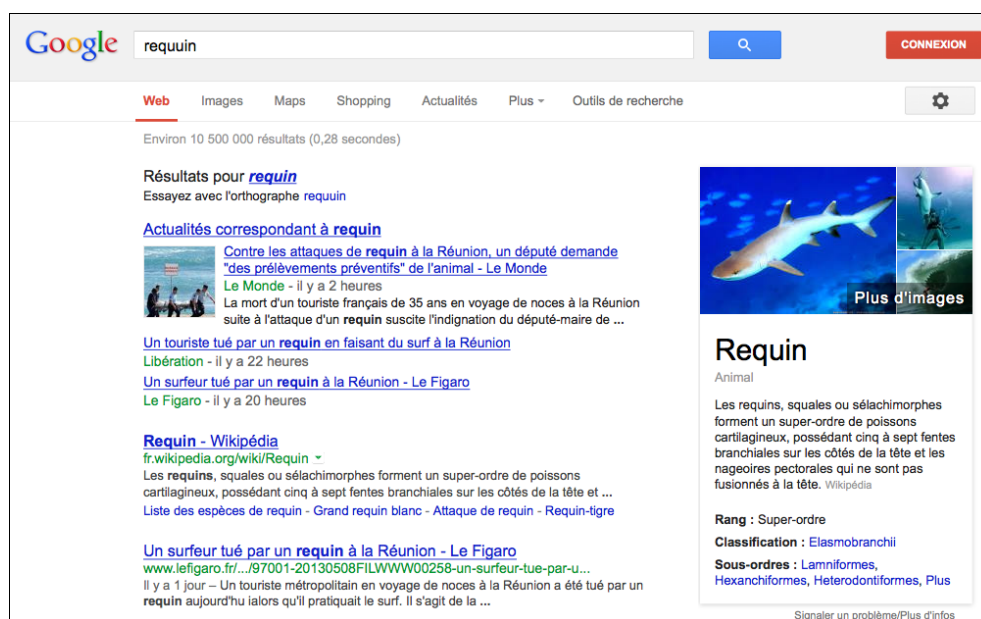 Google
requuin
CONNEXION
Web Images Maps Shopping Actualités Plus Outils de recherche
Environ 10 500 000 résultats (0,28 secondes)
Résultats pour requin
Essayez avec l'orthographe requuin
Actualités correspondant à requin
Contre les attaques de requin à la Réunion, un député demande
"des prélèvements préventifs" de l'animal - Le Monde
Le Monde - il y a 2 heures
La mort d'un touriste français de 35 ans en voyage de noces à la Réunion
suite à l'attaque d'un requin suscite l'indignation du député-maire de ...
Un touriste tué par un requin en faisant du surf à la Réunion
Libération - il y a 22 heures
Un surfeur tué par un requin à la Réunion - Le Figaro
Le Figaro - il y a 20 heures
Requin - Wikipédia
fr.wikipedia.org/wiki/Requin
Les requins, squales ou sélachimorphes forment un super-ordre de poissons
cartilagineux, possédant cinq à sept fentes branchiales sur les côtés de la tête et ...
Liste des espèces de requin - Grand requin blanc - Attaque de requin - Requin-tigre
Un surfeur tué par un requin à la Réunion - Le Figaro
www.lefigaro.fr/.../97001-20130508FILWWW00258-un-surfeur-tue-par-u...
Il y a 1 jour – Un touriste métropolitain en voyage de noces à la Réunion a été tué par un
requin aujourd'hu ialors qu'il pratiquait le surf. Il s'agit de la ...
Plus d'images
Requin
Animal
Les requins, squales ou sélachimorphes
forment un super-ordre de poissons
cartilagineux, possédant cinq à sept fentes
branchiales sur les côtés de la tête et les
nageoires pectorales qui ne sont pas
fusionnés à la tête. Wikipédia
Rang : Super-ordre
Classification : Elasmobranchii
Sous-ordres : Lamniformes,
Hexanchiformes, Heterodontiformes, Plus
Signaler un problème/Plus d'infos